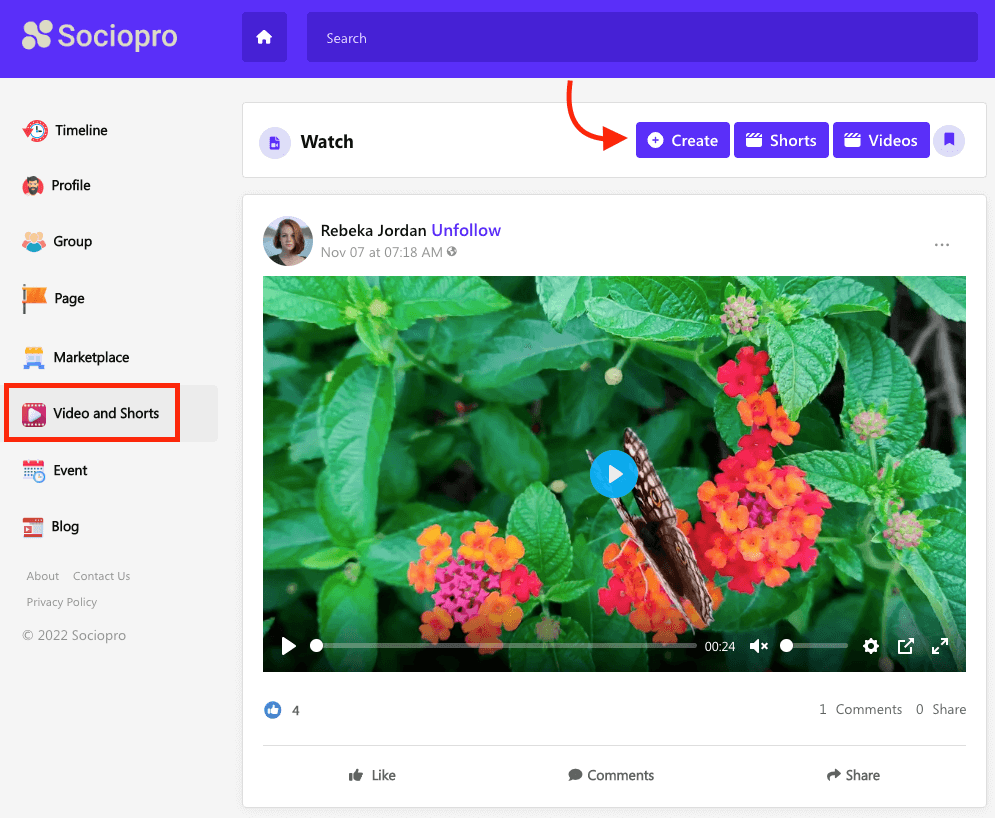 Sociopro
Search
Timeline
Profile
Group
Page
Marketplace
Video and Shorts
Event
Blog
About Contact Us
Privacy Policy
© 2022 Sociopro
Watch
Create Shorts Videos
Rebeka Jordan Unfollow
Nov 07 at 07:18 AM
00:24
4
1 Comments 0 Share
Like Comments Share